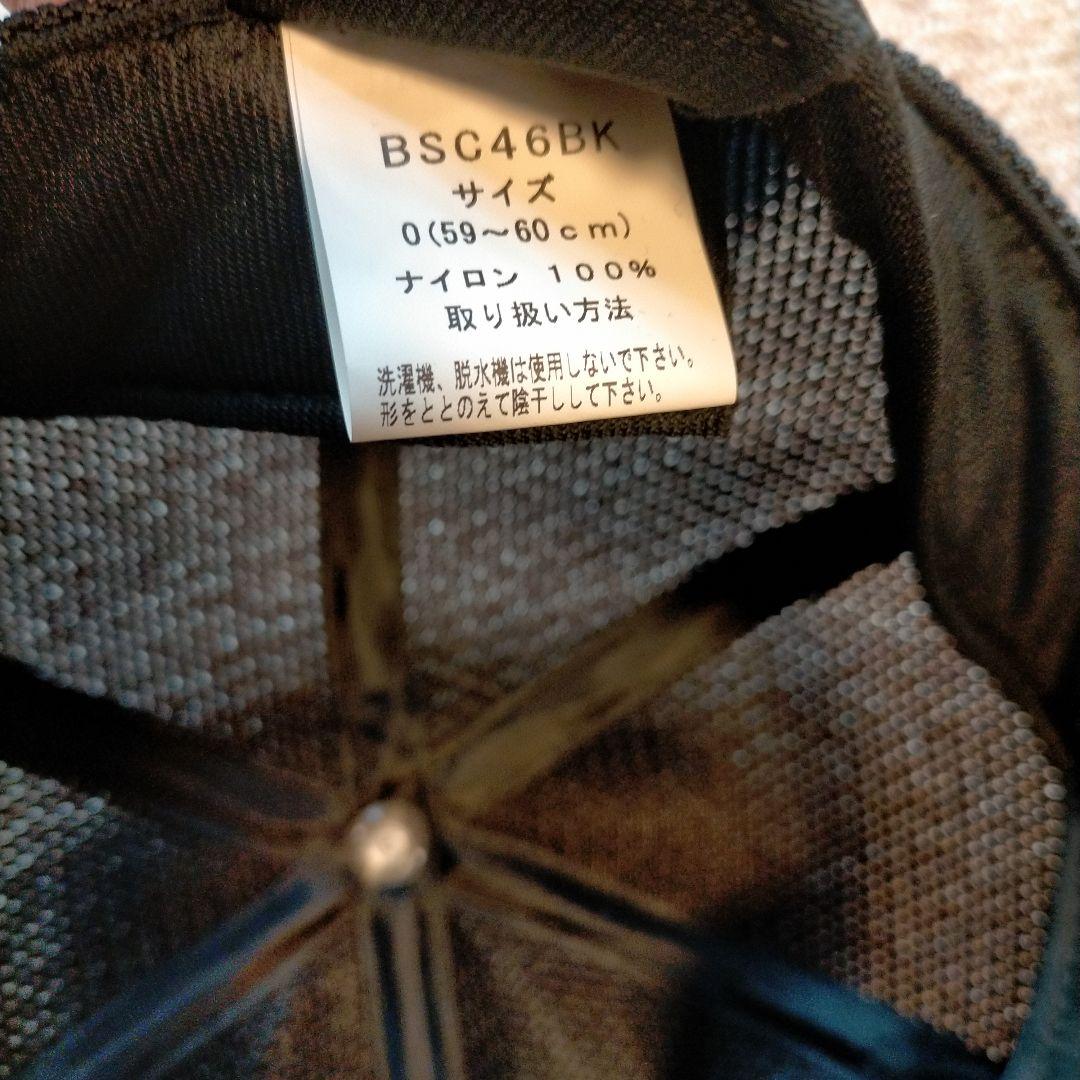 BSC46BK
サイズ
0(59～60cm)
ナイロン 100%
取り扱い方法
洗濯機、脱水機は使用しないで下さい。
形をととのえて陰干しして下さい。